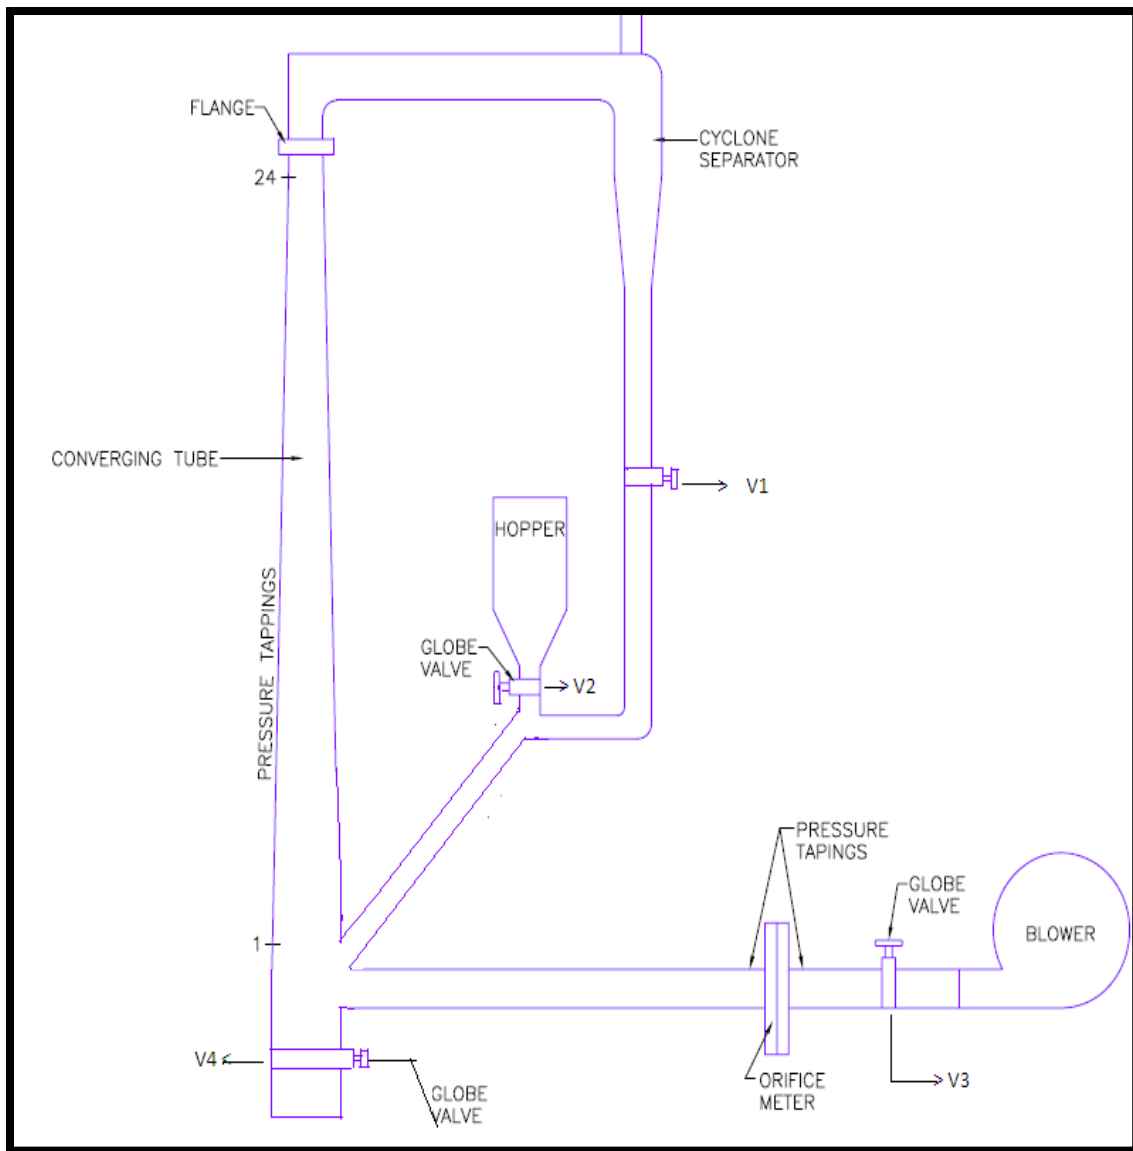 FLANGE
CYCLONE
SEPARATOR
24
CONVERGING TUBE
V1
HOPPER
PRESSURE TAPPINGS
GLOBE
VALVE
V2
PRESSURE
TAPINGS
GLOBE
VALVE
BLOWER
1
V4
GLOBE
VALVE
ORIFICE
METER
V3